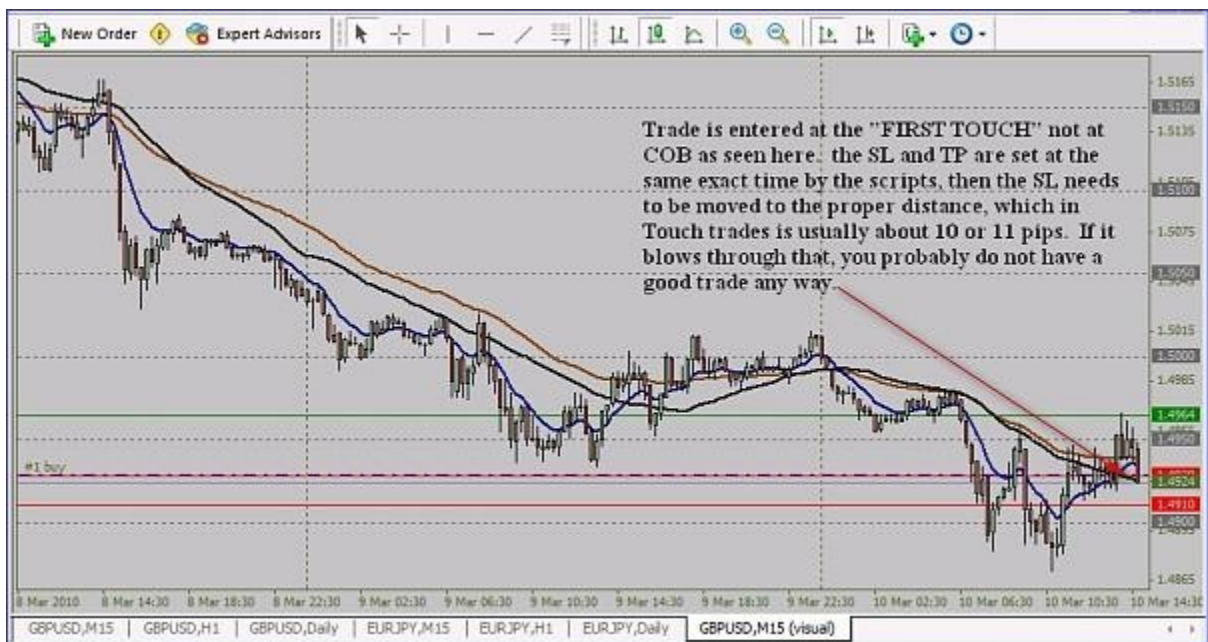 New Order
Expert Advisors
1.5165
1.5150
1.5135
Trade is entered at the "FIRST TOUCH" not at
COB as seen here. the SL and TP are set at the
same exact time by the scripts, then the SL needs
to be moved to the proper distance, which in
Touch trades is usually about 10 or 11 pips. If it
blows through that, you probably do not have a
good trade any way.
1.5100
1.5075
1.5050
1.5015
1.5000
1.4965
1.4964
1.4950
#1 buy
1.4924
1.4910
1.4865
8 Mar 2010 8 Mar 14:30 8 Mar 18:30 8 Mar 22:30 9 Mar 02:30 9 Mar 06:30 9 Mar 10:30 9 Mar 14:30 9 Mar 18:30 9 Mar 22:30 10 Mar 02:30 10 Mar 06:30 10 Mar 10:30 10 Mar 14:30
GBPUSD,M15 GBPUSD,H1 GBPUSD,Daily EURJPY,M15 EURJPY,H1 EURJPY,Daily GBPUSD,M15 (visual)